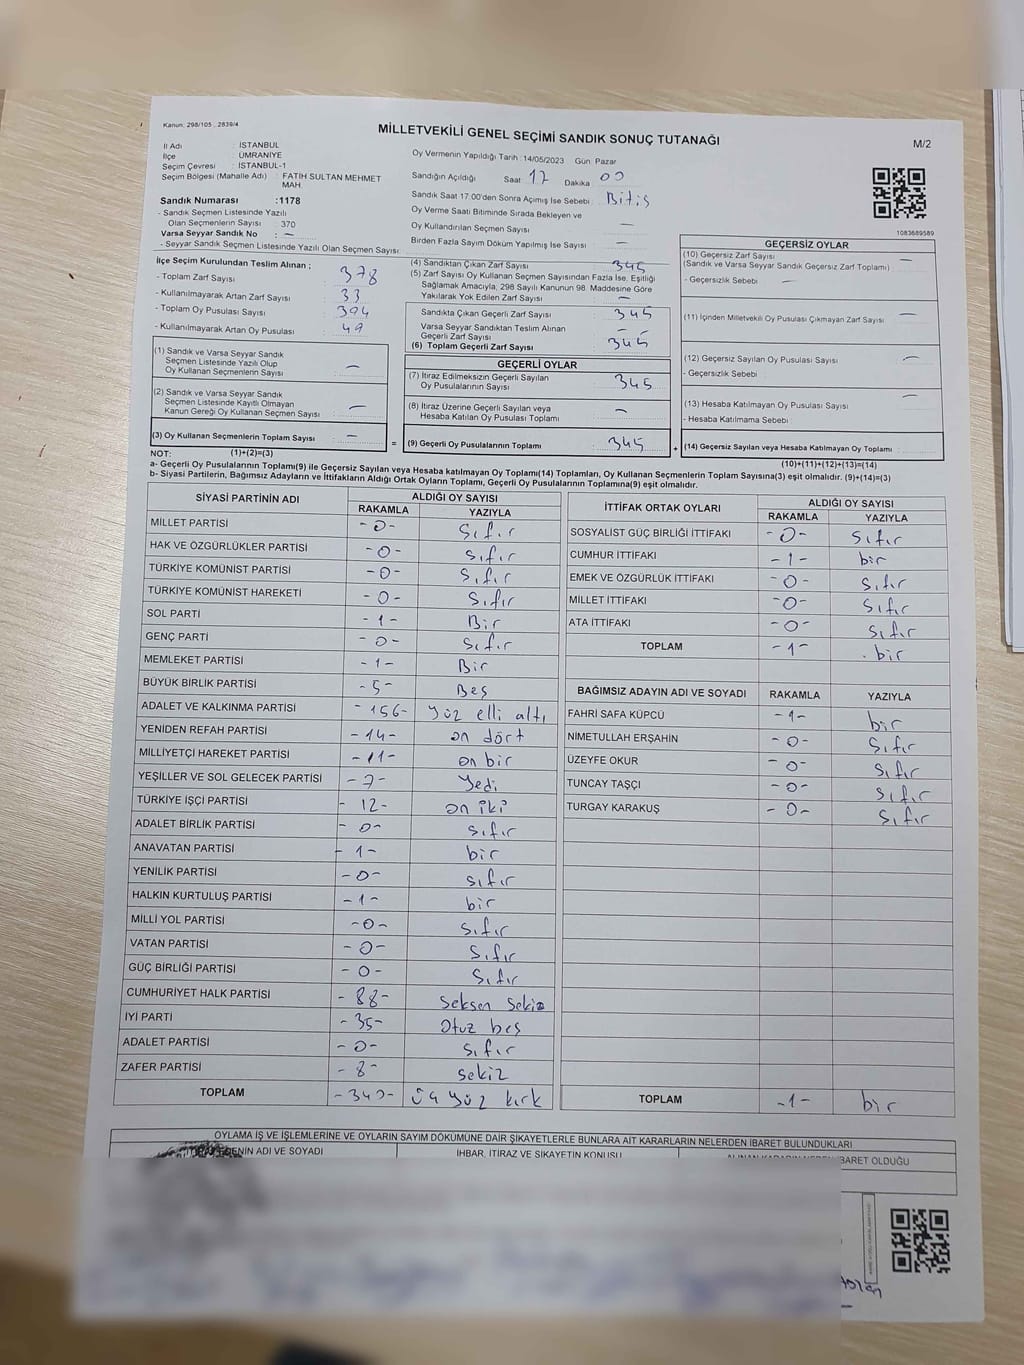 Kanun: 298/105 , 2839/4
MİLLETVEKİLİ GENEL SEÇİMİ SANDIK SONUÇ TUTANAĞI
M/2
İl Adı : İSTANBUL
İlçe : ÜMRANİYE
Seçim Çevresi : İSTANBUL-1
Seçim Bölgesi (Mahalle Adı) : FATİH SULTAN MEHMET
MAH.
Sandık Numarası :1178
- Sandık Seçmen Listesinde Yazılı
Olan Seçmenlerin Sayısı : 370
Varsa Seyyar Sandık No : —
- Seyyar Sandık Seçmen Listesinde Yazılı Olan Seçmen Sayısı
Oy Vermenin Yapıldığı Tarih :14/05/2023 Gün: Pazar
Sandığın Açıldığı Saat 17 Dakika 00
Sandık Saat 17.00'den Sonra Açılmış İse Sebebi : Bitiş
Oy Verme Saati Bitiminde Sırada Bekleyen ve
Oy Kullandırılan Seçmen Sayısı : —
Birden Fazla Sayım Döküm Yapılmış İse Sayısı : —
1083689589
İlçe Seçim Kurulundan Teslim Alınan ;
- Toplam Zarf Sayısı : 378
- Kullanılmayarak Artan Zarf Sayısı : 33
- Toplam Oy Pusulası Sayısı : 394
- Kullanılmayarak Artan Oy Pusulası : 49
(1) Sandık ve Varsa Seyyar Sandık
Seçmen Listesinde Yazılı Olup
Oy Kullanan Seçmenlerin Sayısı : —
(2) Sandık ve Varsa Seyyar Sandık
Seçmen Listesinde Kayıtlı Olmayan
Kanun Gereği Oy Kullanan Seçmen Sayısı : —
(3) Oy Kullanan Seçmenlerin Toplam Sayısı : —
(4) Sandıktan Çıkan Zarf Sayısı : 345
(5) Zarf Sayısı Oy Kullanan Seçmen Sayısından Fazla İse, Eşitliği
Sağlamak Amacıyla, 298 Sayılı Kanunun 98. Maddesine Göre
Yakılarak Yok Edilen Zarf Sayısı : —
Sandıkta Çıkan Geçerli Zarf Sayısı : 345
Varsa Seyyar Sandıktan Teslim Alınan
Geçerli Zarf Sayısı : —
(6) Toplam Geçerli Zarf Sayısı : 345
GEÇERLİ OYLAR
(7) İtiraz Edilmeksizin Geçerli Sayılan
Oy Pusulalarının Sayısı : 345
(8) İtiraz Üzerine Geçerli Sayılan veya
Hesaba Katılan Oy Pusulası Toplamı : —
= (9) Geçerli Oy Pusulalarının Toplamı : 345
GEÇERSİZ OYLAR
(10) Geçersiz Zarf Sayısı : —
(Sandık ve Varsa Seyyar Sandık Geçersiz Zarf Toplamı)
- Geçersizlik Sebebi : —
(11) İçinden Milletvekili Oy Pusulası Çıkmayan Zarf Sayısı : —
(12) Geçersiz Sayılan Oy Pusulası Sayısı : —
- Geçersizlik Sebebi :
(13) Hesaba Katılmayan Oy Pusulası Sayısı : —
- Hesaba Katılmama Sebebi :
+ (14) Geçersiz Sayılan veya Hesaba Katılmayan Oy Toplamı :
NOT: (1)+(2)=(3)
(10)+(11)+(12)+(13)=(14)
a- Geçerli Oy Pusulalarının Toplamı(9) ile Geçersiz Sayılan veya Hesaba katılmayan Oy Toplamı(14) Toplamları, Oy Kullanan Seçmenlerin Toplam Sayısına(3) eşit olmalıdır. (9)+(14)=(3)
b- Siyasi Partilerin, Bağımsız Adayların ve İttifakların Aldığı Ortak Oyların Toplamı, Geçerli Oy Pusulalarının Toplamına(9) eşit olmalıdır.
SİYASİ PARTİNİN ADI ALDIĞI OY SAYISI
RAKAMLA YAZIYLA
MİLLET PARTİSİ -0- Sıfır
HAK VE ÖZGÜRLÜKLER PARTİSİ -0- Sıfır
TÜRKİYE KOMÜNİST PARTİSİ -0- Sıfır
TÜRKİYE KOMÜNİST HAREKETİ -0- Sıfır
SOL PARTİ -1- Bir
GENÇ PARTİ -0- Sıfır
MEMLEKET PARTİSİ -1- Bir
BÜYÜK BİRLİK PARTİSİ -5- Beş
ADALET VE KALKINMA PARTİSİ -156- Yüz elli altı
YENİDEN REFAH PARTİSİ -14- on dört
MİLLİYETÇİ HAREKET PARTİSİ -11- on bir
YEŞİLLER VE SOL GELECEK PARTİSİ -7- Yedi
TÜRKİYE İŞÇİ PARTİSİ -12- on iki
ADALET BİRLİK PARTİSİ -0- sıfır
ANAVATAN PARTİSİ -1- bir
YENİLİK PARTİSİ -0- sıfır
HALKIN KURTULUŞ PARTİSİ -1- bir
MİLLİ YOL PARTİSİ -0- sıfır
VATAN PARTİSİ -0- Sıfır
GÜÇ BİRLİĞİ PARTİSİ -0- Sıfır
CUMHURİYET HALK PARTİSİ -88- Seksen Sekiz
İYİ PARTİ -35- Otuz beş
ADALET PARTİSİ -0- sıfır
ZAFER PARTİSİ -8- sekiz
TOPLAM -340- üç yüz kırk
İTTİFAK ORTAK OYLARI ALDIĞI OY SAYISI
RAKAMLA YAZIYLA
SOSYALİST GÜÇ BİRLİĞİ İTTİFAKI -0- Sıfır
CUMHUR İTTİFAKI -1- bir
EMEK VE ÖZGÜRLÜK İTTİFAKI -0- Sıfır
MİLLET İTTİFAKI -0- Sıfır
ATA İTTİFAKI -0- Sıfır
TOPLAM -1- bir
BAĞIMSIZ ADAYIN ADI VE SOYADI RAKAMLA YAZIYLA
FAHRİ SAFA KÜPCÜ -1- bir
NİMETULLAH ERŞAHİN -0- Sıfır
ÜZEYFE OKUR -0- Sıfır
TUNCAY TAŞÇI -0- Sıfır
TURGAY KARAKUŞ -0- Sıfır
TOPLAM -1- bir
OYLAMA İŞ VE İŞLEMLERİNE VE OYLARIN SAYIM DÖKÜMÜNE DAİR ŞİKAYETLERLE BUNLARA AİT KARARLARIN NELERDEN İBARET BULUNDUKLARI
ADI VE SOYADI İHBAR, İTİRAZ VE ŞİKAYETİN KONUSU ALINAN KARARIN NEDEN İBARET OLDUĞU